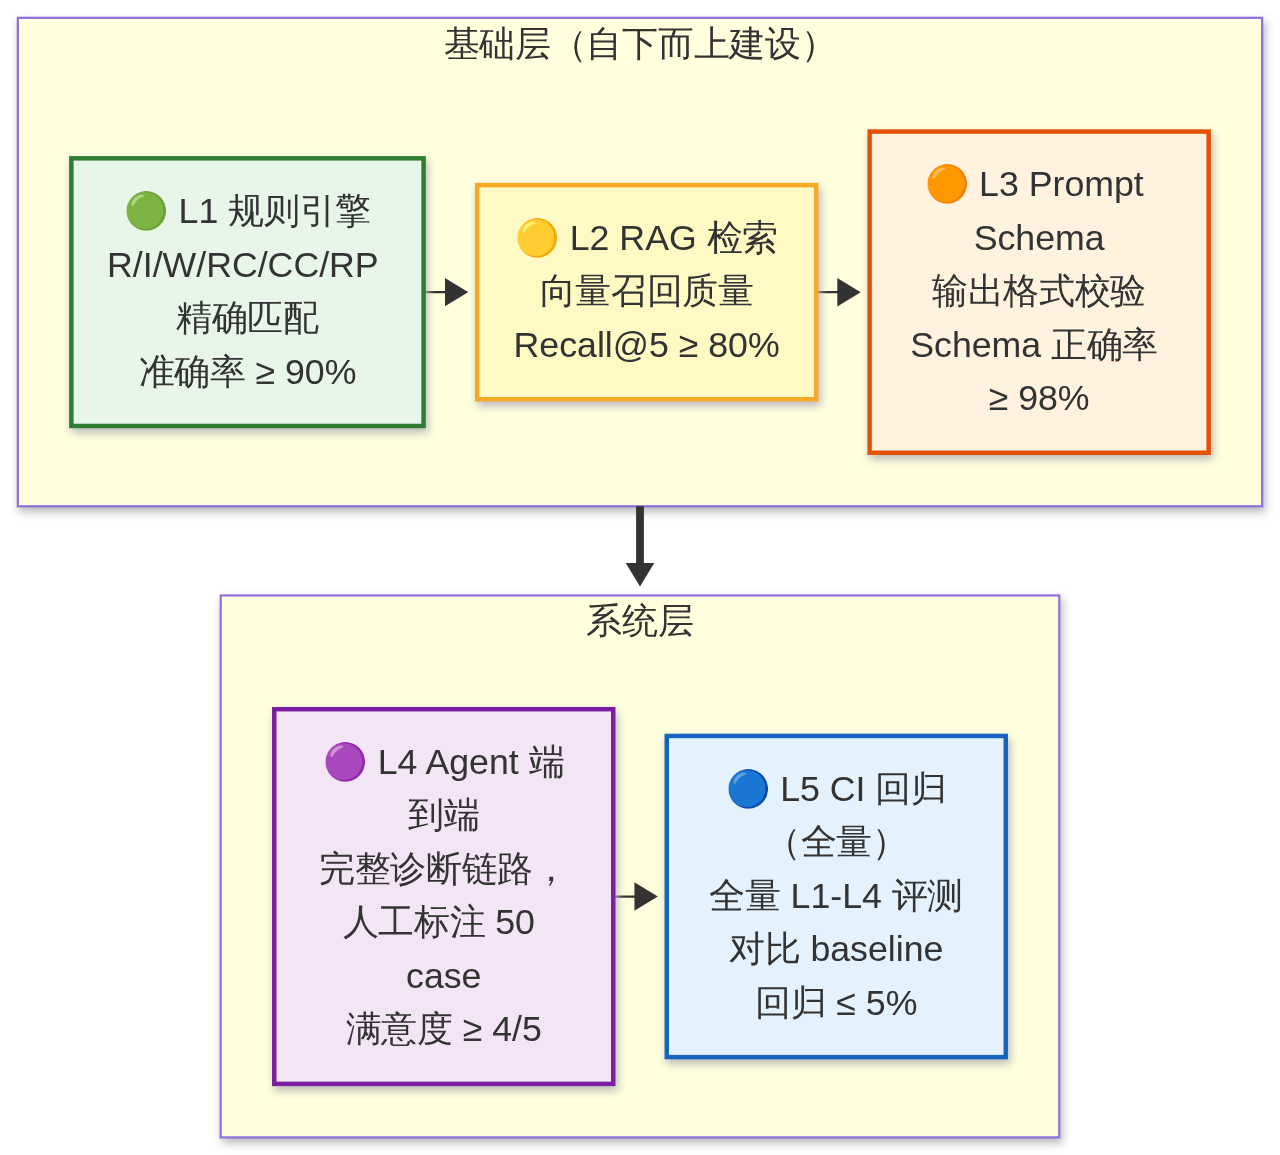 基础层（自下而上建设）
🟢 L1 规则引擎
R/I/W/RC/CC/RP
精确匹配
准确率 ≥ 90%
🟡 L2 RAG 检索
向量召回质量
Recall@5 ≥ 80%
🟠 L3 Prompt
Schema
输出格式校验
Schema 正确率
≥ 98%
系统层
🟣 L4 Agent 端
到端
完整诊断链路，
人工标注 50
case
满意度 ≥ 4/5
🔵 L5 CI 回归
（全量）
全量 L1-L4 评测
对比 baseline
回归 ≤ 5%